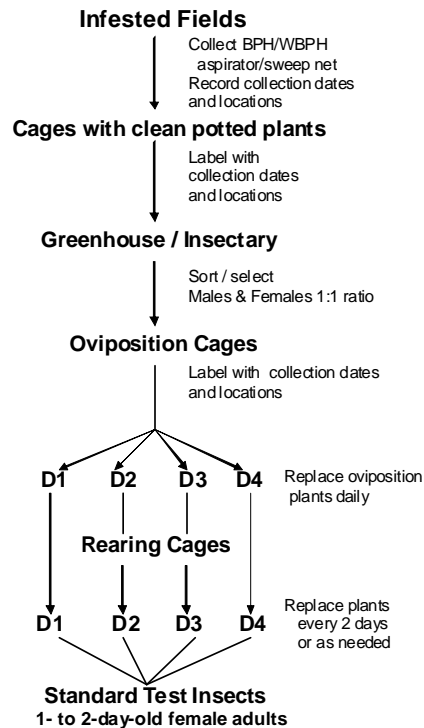 Infested Fields
Collect BPH/WBPH
aspirator/sweep net
Record collection dates
and locations
Cages with clean potted plants
Label with
collection dates
and locations
Greenhouse / Insectary
Sort / select
Males & Females 1:1 ratio
Oviposition Cages
Label with collection dates
and locations
D1 D2 D3 D4
Replace oviposition
plants daily
Rearing Cages
D1 D2 D3 D4
Replace plants
every 2 days
or as needed
Standard Test Insects
1- to 2-day-old female adults